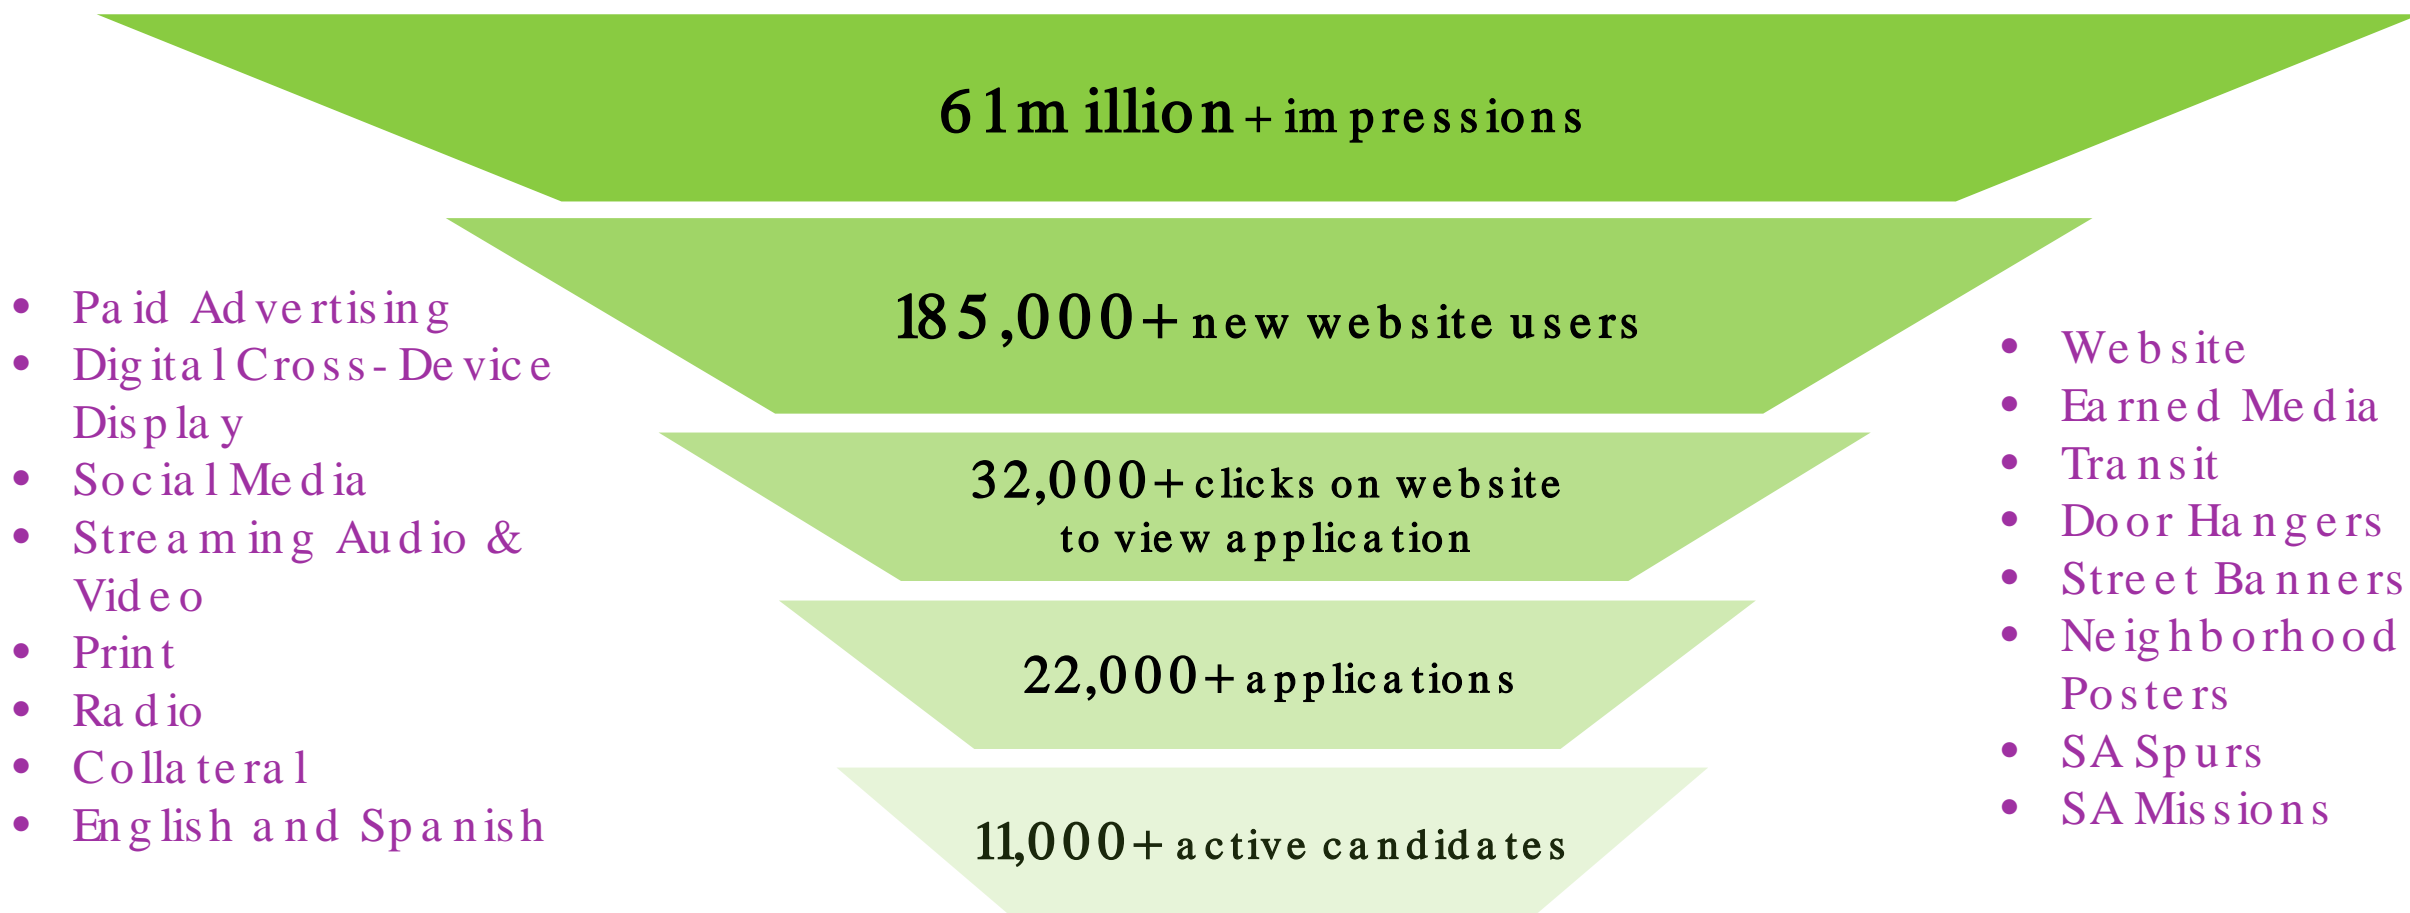 61 million + impressions
185,000+ new website users
32,000+ clicks on website
to view application
22,000+ applications
11,000+ active candidates
• Paid Advertising
• Digital Cross-Device
Display
• Social Media
• Streaming Audio &
Video
• Print
• Radio
• Collateral
• English and Spanish
• Website
• Earned Media
• Transit
• Door Hangers
• Street Banners
• Neighborhood
Posters
• SA Spurs
• SA Missions